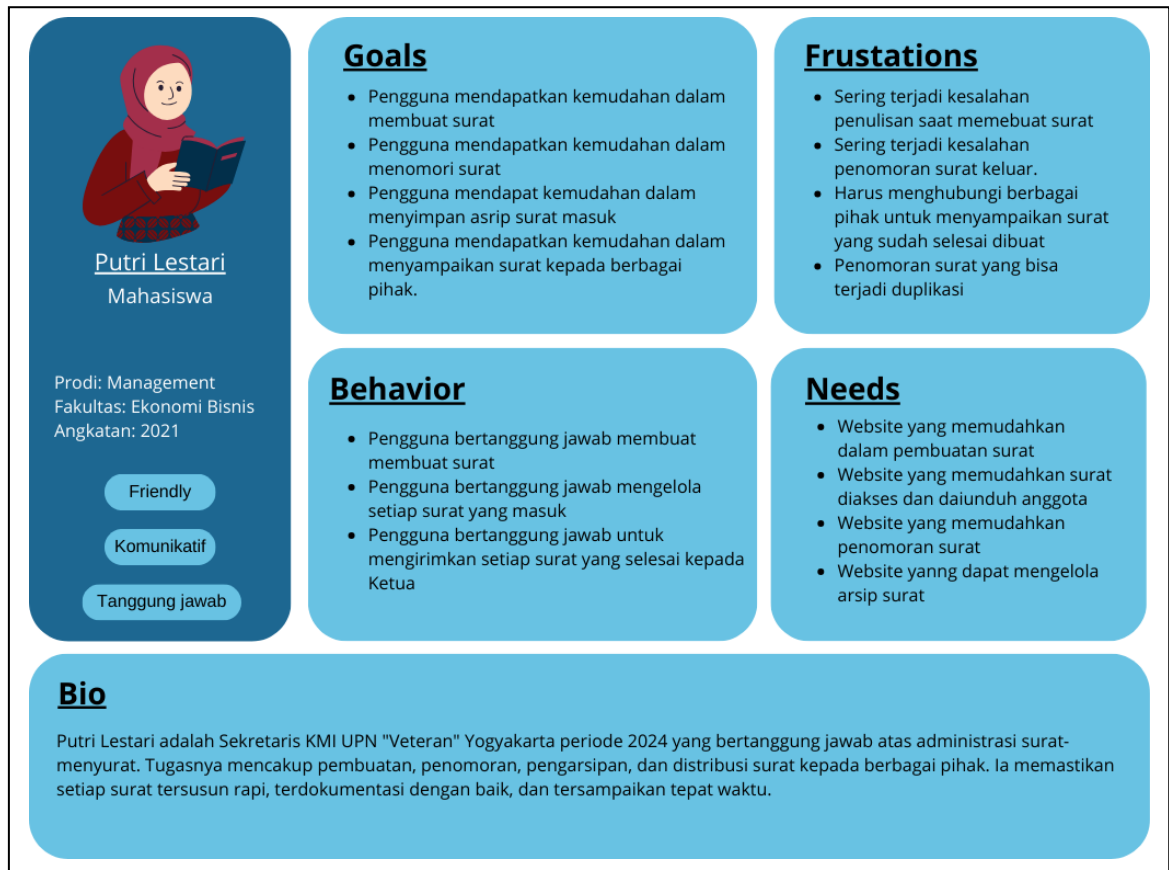 Putri Lestari
Mahasiswa
Prodi: Management
Fakultas: Ekonomi Bisnis
Angkatan: 2021
Friendly
Komunikatif
Tanggung jawab
Goals
• Pengguna mendapatkan kemudahan dalam
membuat surat
• Pengguna mendapatkan kemudahan dalam
menomori surat
• Pengguna mendapat kemudahan dalam
menyimpan asrip surat masuk
• Pengguna mendapatkan kemudahan dalam
menyampaikan surat kepada berbagai
pihak.
Frustations
• Sering terjadi kesalahan
penulisan saat memebuat surat
• Sering terjadi kesalahan
penomoran surat keluar.
• Harus menghubungi berbagai
pihak untuk menyampaikan surat
yang sudah selesai dibuat
• Penomoran surat yang bisa
terjadi duplikasi
Behavior
• Pengguna bertanggung jawab membuat
membuat surat
• Pengguna bertanggung jawab mengelola
setiap surat yang masuk
• Pengguna bertanggung jawab untuk
mengirimkan setiap surat yang selesai kepada
Ketua
Needs
• Website yang memudahkan
dalam pembuatan surat
• Website yang memudahkan surat
diakses dan daiunduh anggota
• Website yang memudahkan
penomoran surat
• Website yanng dapat mengelola
arsip surat
Bio
Putri Lestari adalah Sekretaris KMI UPN "Veteran" Yogyakarta periode 2024 yang bertanggung jawab atas administrasi surat-
menyurat. Tugasnya mencakup pembuatan, penomoran, pengarsipan, dan distribusi surat kepada berbagai pihak. Ia memastikan
setiap surat tersusun rapi, terdokumentasi dengan baik, dan tersampaikan tepat waktu.